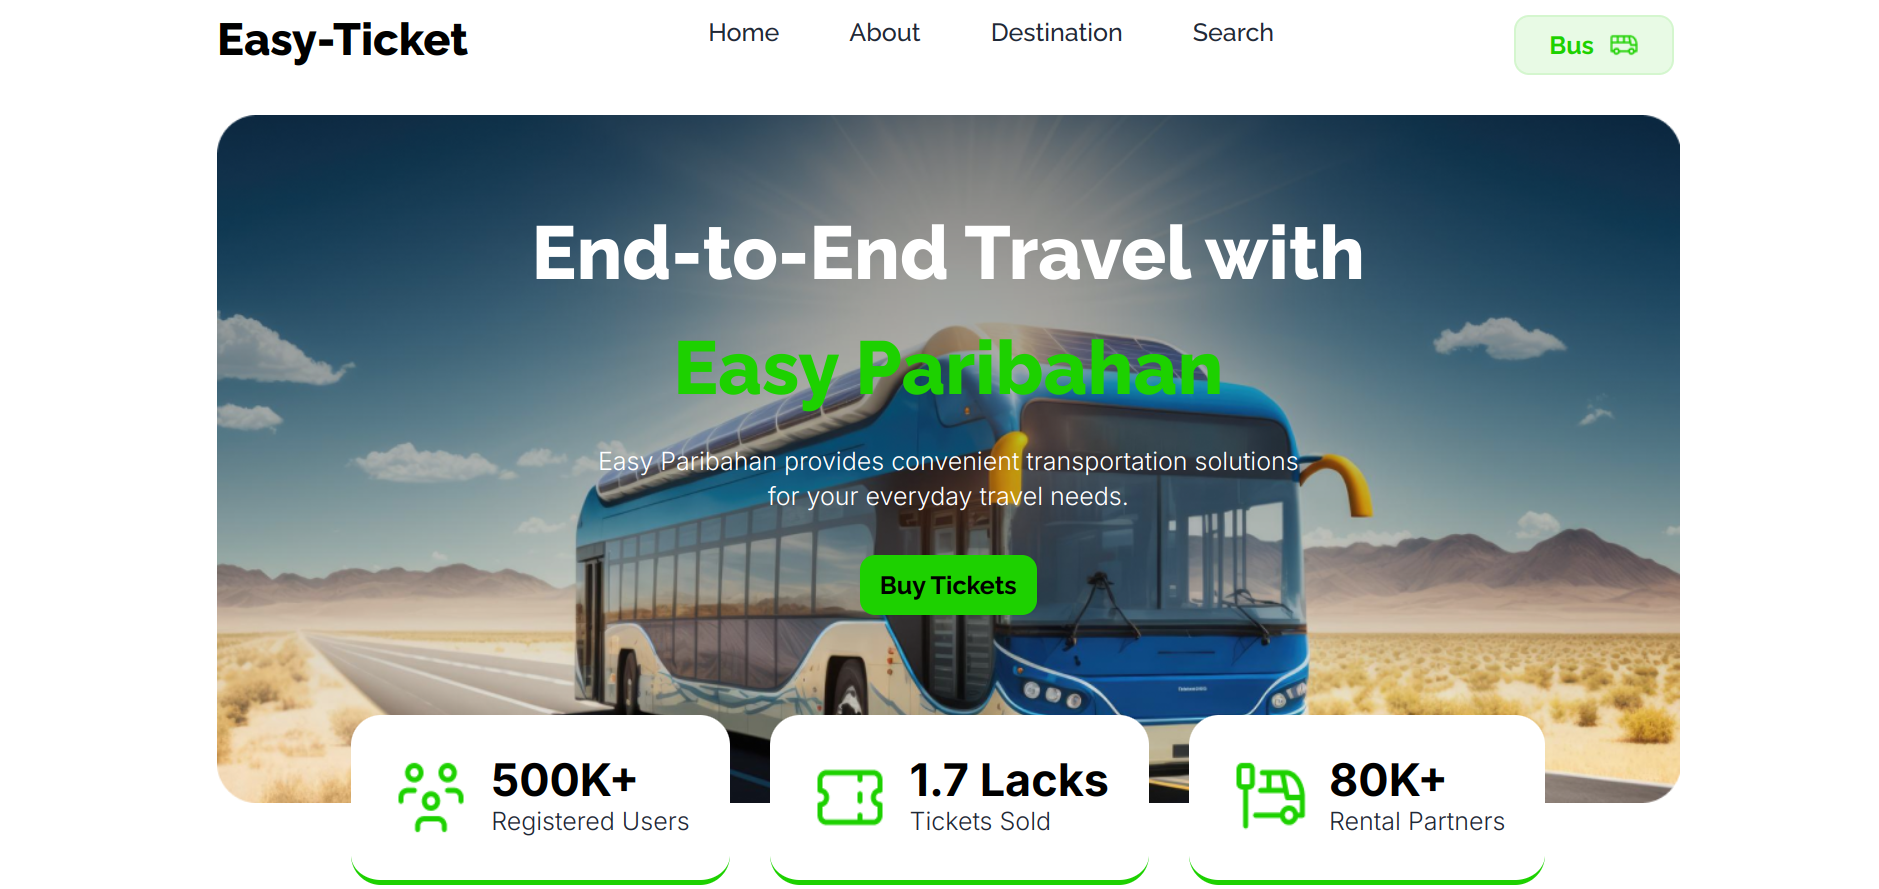 Easy-Ticket
Home
About
Destination
Search
Bus
End-to-End Travel with
Easy Paribahan
Easy Paribahan provides convenient transportation solutions
for your everyday travel needs.
Buy Tickets
500K+
Registered Users
1.7 Lacks
Tickets Sold
80K+
Rental Partners